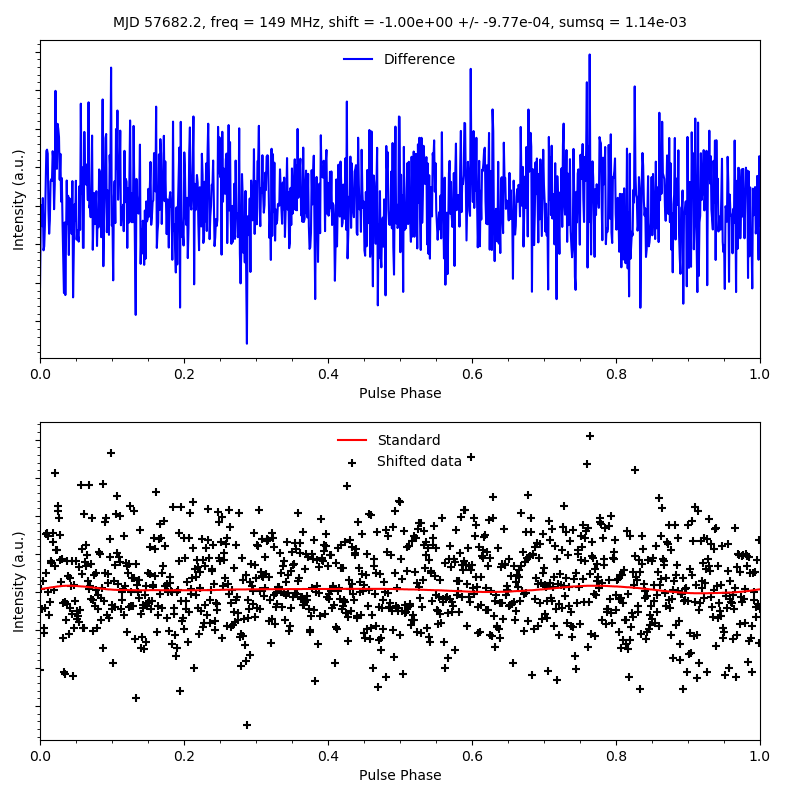 MJD 57682.2, freq = 149 MHz, shift = -1.00e+00 +/- -9.77e-04, sumsq = 1.14e-03
Difference
Intensity (a.u.)
0.0 0.2 0.4 0.6 0.8 1.0
Pulse Phase
Standard
Shifted data
Intensity (a.u.)
0.0 0.2 0.4 0.6 0.8 1.0
Pulse Phase